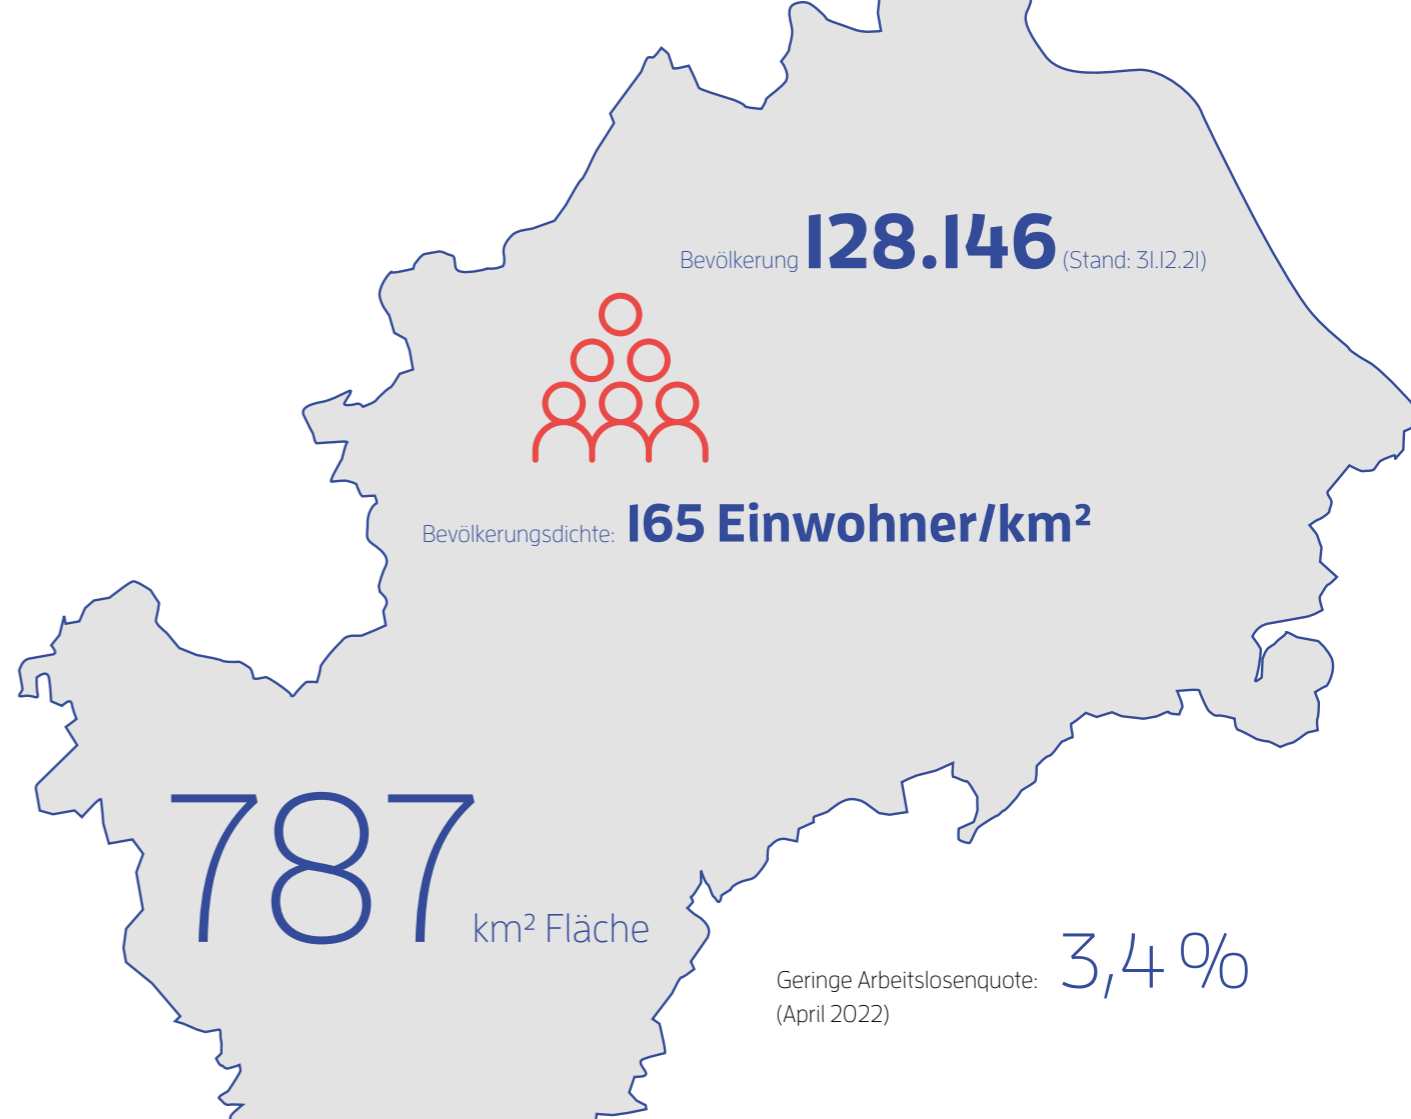 Bevölkerung 128.146 (Stand: 31.12.21)
Bevölkerungsdichte: 165 Einwohner/km²
787 km² Fläche
Geringe Arbeitslosenquote: 3,4 %
(April 2022)